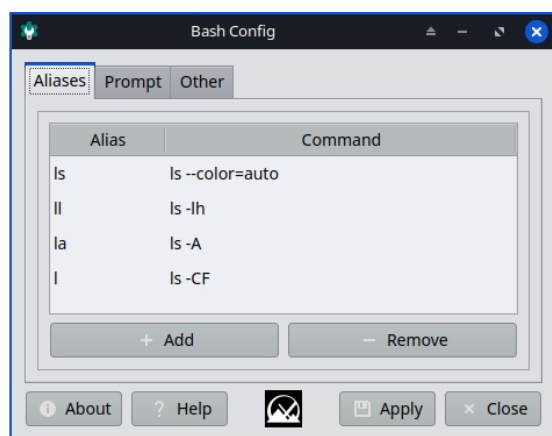 Bash Config
Aliases Prompt Other
Alias Command
ls ls --color=auto
ll ls -lh
la ls -A
l ls -CF
+ Add − Remove
About ? Help Apply × Close